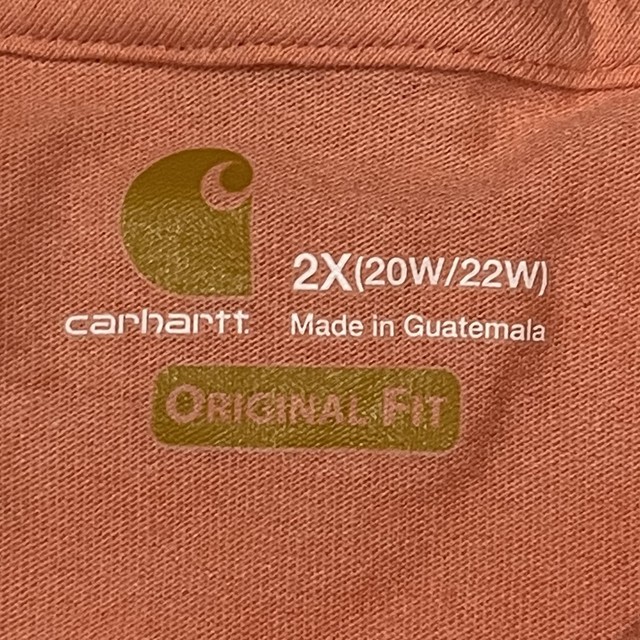 2X(20W/22W)
carhartt. Made in Guatemala
ORIGINAL FIT